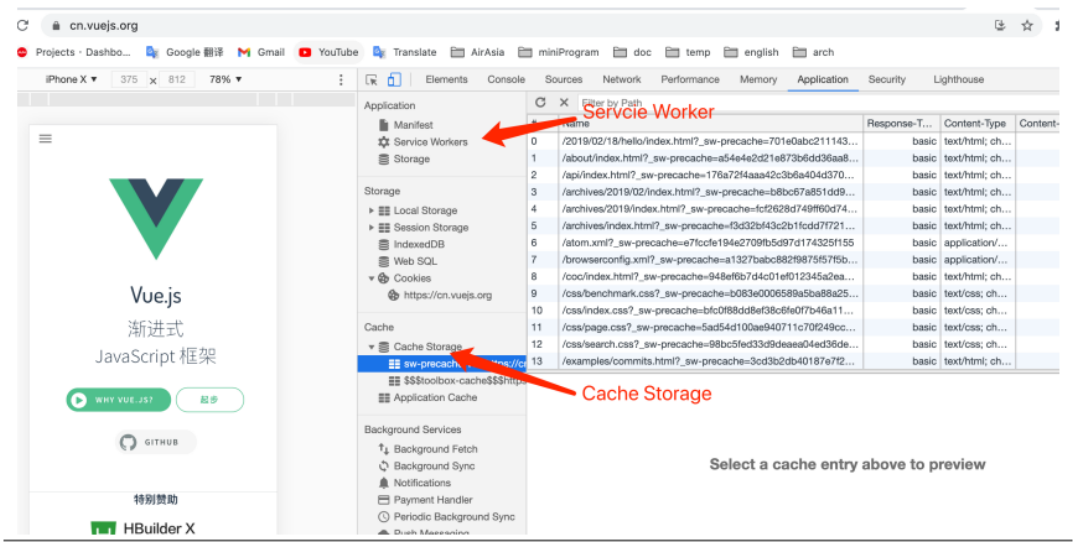 cn.vuejs.org
Projects · Dashbo... Google 翻译 Gmail YouTube Translate AirAsia miniProgram doc temp english arch
iPhone X ▼ 375 x 812 78% ▼
Elements Console Sources Network Performance Memory Application Security Lighthouse
Vue.js
渐进式
JavaScript 框架
WHY VUE.JS?
起步
GITHUB
特别赞助
HBuilder X
Application
Manifest
Service Workers
Storage
Storage
Local Storage
Session Storage
IndexedDB
Web SQL
Cookies
https://cn.vuejs.org
Cache
Cache Storage
sw-precac
https://c
$$$toolbox-cache$$$http
Application Cache
Background Services
Background Fetch
Background Sync
Notifications
Payment Handler
Periodic Background Sync
Push Messaging
Filter by Path
Servcie Worker
# Name Response-T... Content-Type Content-
0 /2019/02/18/hello/index.html?_sw-precache=701e0abc211143... basic text/html; ch...
1 /about/index.html?_sw-precache=a54e4e2d21e873b6dd36aa8... basic text/html; ch...
2 /api/index.html?_sw-precache=176a72f4aaa42c3b6a404d370... basic text/html; ch...
3 /archives/2019/02/index.html?_sw-precache=b8bc67a851dd9... basic text/html; ch...
4 /archives/2019/index.html?_sw-precache=fcf2628d749ff60d74... basic text/html; ch...
5 /archives/index.html?_sw-precache=f3d32bf43c2b1fcdd7f721... basic text/html; ch...
6 /atom.xml?_sw-precache=e7fccfe194e2709fb5d97d174325f155 basic application/...
7 /browserconfig.xml?_sw-precache=a1327babc882f9875f57f5b... basic application/...
8 /coc/index.html?_sw-precache=948ef6b7d4c01ef012345a2ea... basic text/html; ch...
9 /css/benchmark.css?_sw-precache=b083e0006589a5ba88a25... basic text/css; ch...
10 /css/index.css?_sw-precache=bfc0f88dd8ef38c6fe0f7b46a11... basic text/css; ch...
11 /css/page.css?_sw-precache=5ad54d100ae940711c70f249cc... basic text/css; ch...
12 /css/search.css?_sw-precache=98bc5fed33d9deaea04ed36de... basic text/css; ch...
13 /examples/commits.html?_sw-precache=3cd3b2db40187e7f2... basic text/html; ch...
Cache Storage
Select a cache entry above to preview